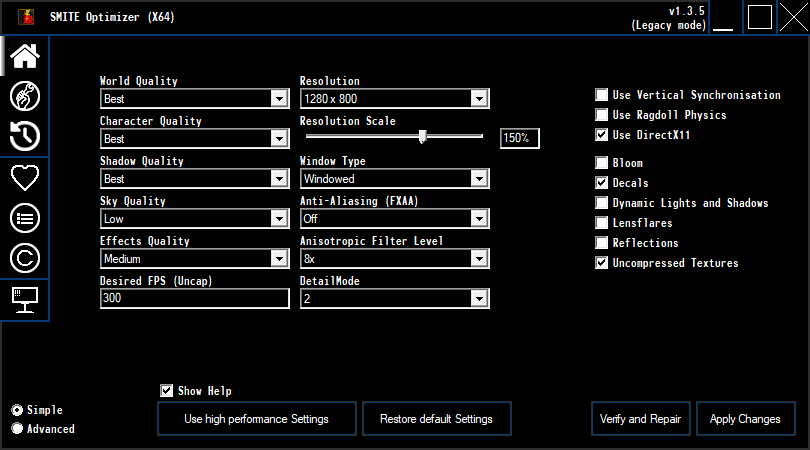 SMITE Optimizer (X64)
v1.3.5
(Legacy mode)
World Quality
Best
Character Quality
Best
Shadow Quality
Best
Sky Quality
Low
Effects Quality
Medium
Desired FPS (Uncap)
300
Resolution
1280 x 800
Resolution Scale
150%
Window Type
Windowed
Anti-Aliasing (FXAA)
Off
Anisotropic Filter Level
8x
DetailMode
2
Use Vertical Synchronisation
Use Ragdoll Physics
Use DirectX11
Bloom
Decals
Dynamic Lights and Shadows
Lensflares
Reflections
Uncompressed Textures
Show Help
Simple
Advanced
Use high peformance Settings
Restore default Settings
Verify and Repair
Apply Changes